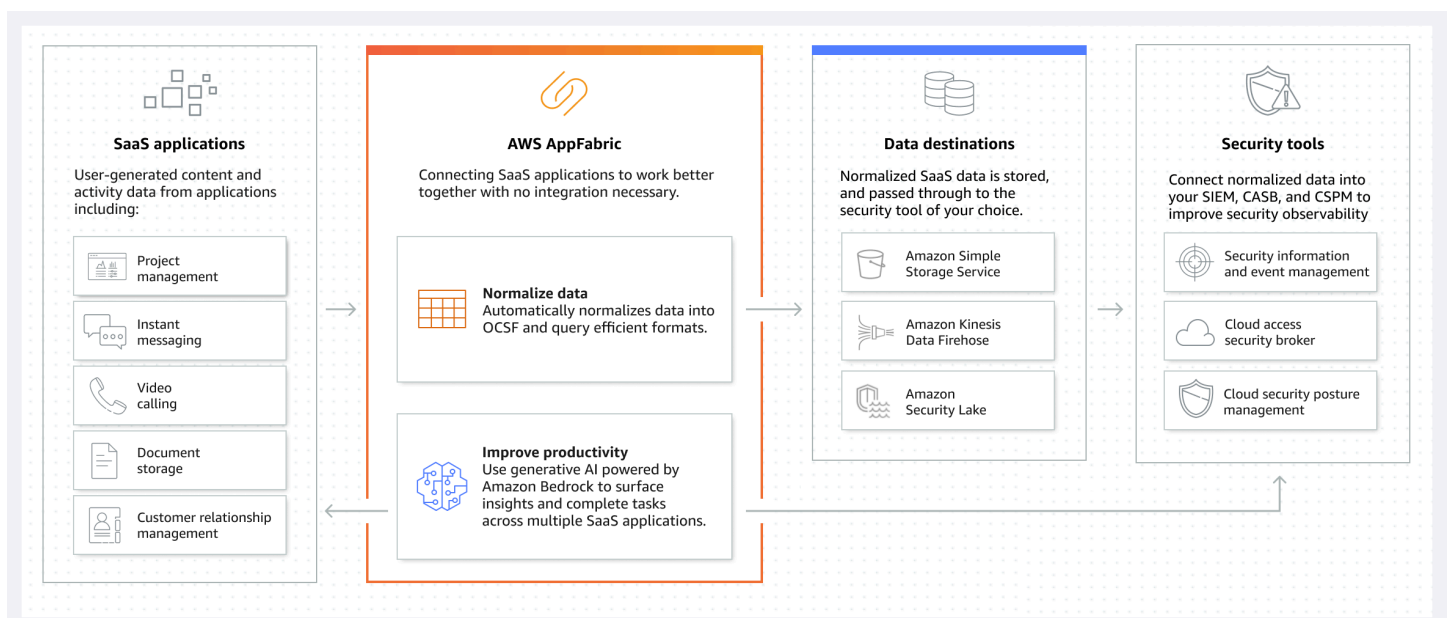 SaaS applications
User-generated content and
activity data from applications
including:
Project
management
Instant
messaging
Video
calling
Document
storage
Customer relationship
management
AWS AppFabric
Connecting SaaS applications to work better
together with no integration necessary.
Normalize data
Automatically normalizes data into
OCSF and query efficient formats.
Improve productivity
Use generative AI powered by
Amazon Bedrock to surface
insights and complete tasks
across multiple SaaS applications.
Data destinations
Normalized SaaS data is stored,
and passed through to the
security tool of your choice.
Amazon Simple
Storage Service
Amazon Kinesis
Data Firehose
Amazon
Security Lake
Security tools
Connect normalized data into
your SIEM, CASB, and CSPM to
improve security observability
Security information
and event management
Cloud access
security broker
Cloud security posture
management